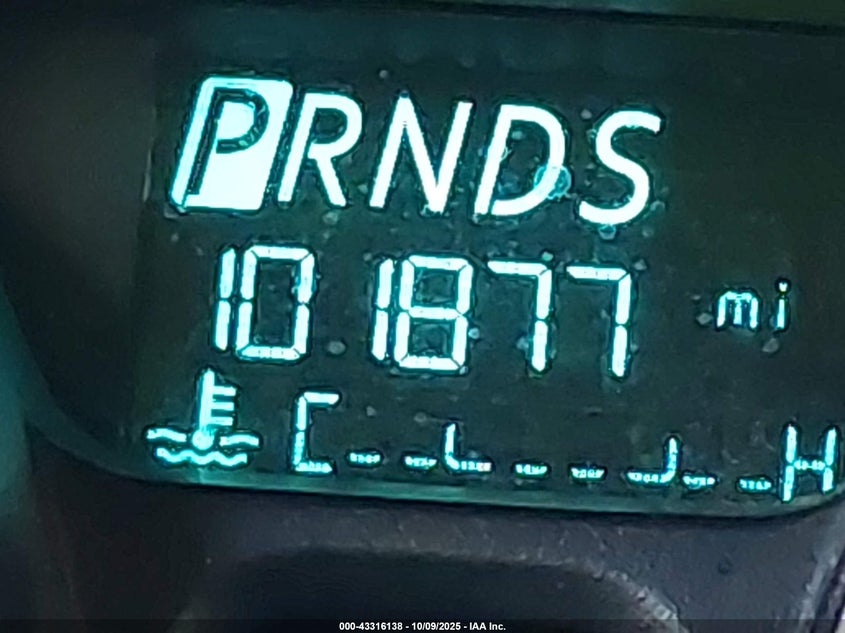 PRNDS
101877 mi
C H
000-43316138 - 10/09/2025 - IAA Inc.